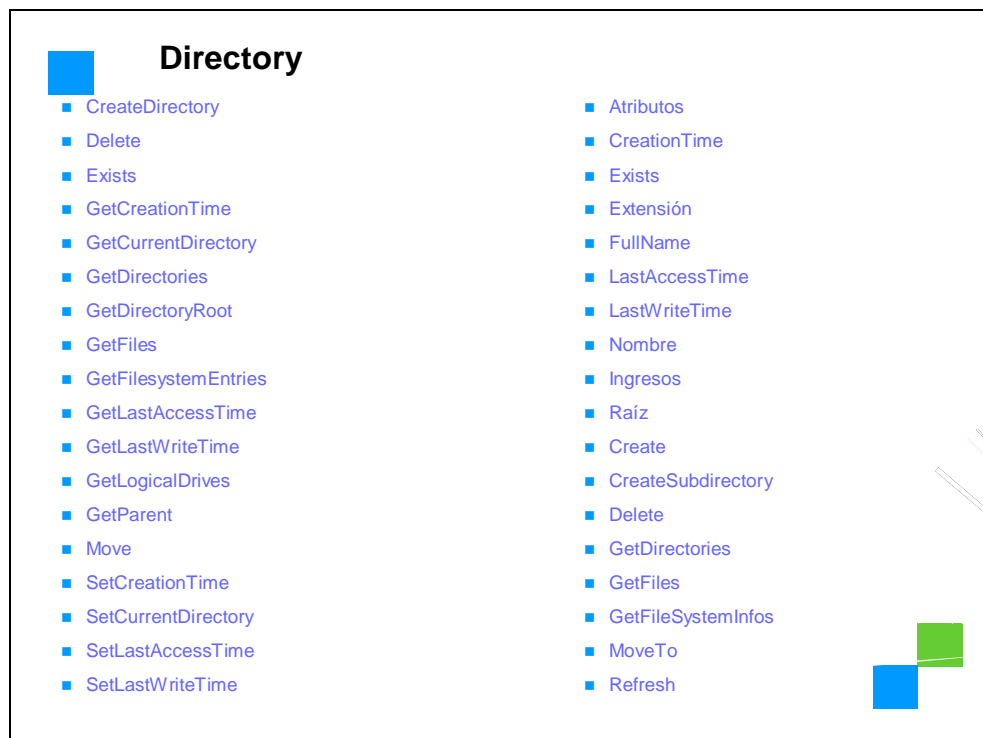 Directory
CreateDirectory
Delete
Exists
GetCreationTime
GetCurrentDirectory
GetDirectories
GetDirectoryRoot
GetFiles
GetFilesystemEntries
GetLastAccessTime
GetLastWriteTime
GetLogicalDrives
GetParent
Move
SetCreationTime
SetCurrentDirectory
SetLastAccessTime
SetLastWriteTime
Atributos
CreationTime
Exists
Extensión
FullName
LastAccessTime
LastWriteTime
Nombre
Ingresos
Raíz
Create
CreateSubdirectory
Delete
GetDirectories
GetFiles
GetFileSystemInfos
MoveTo
Refresh